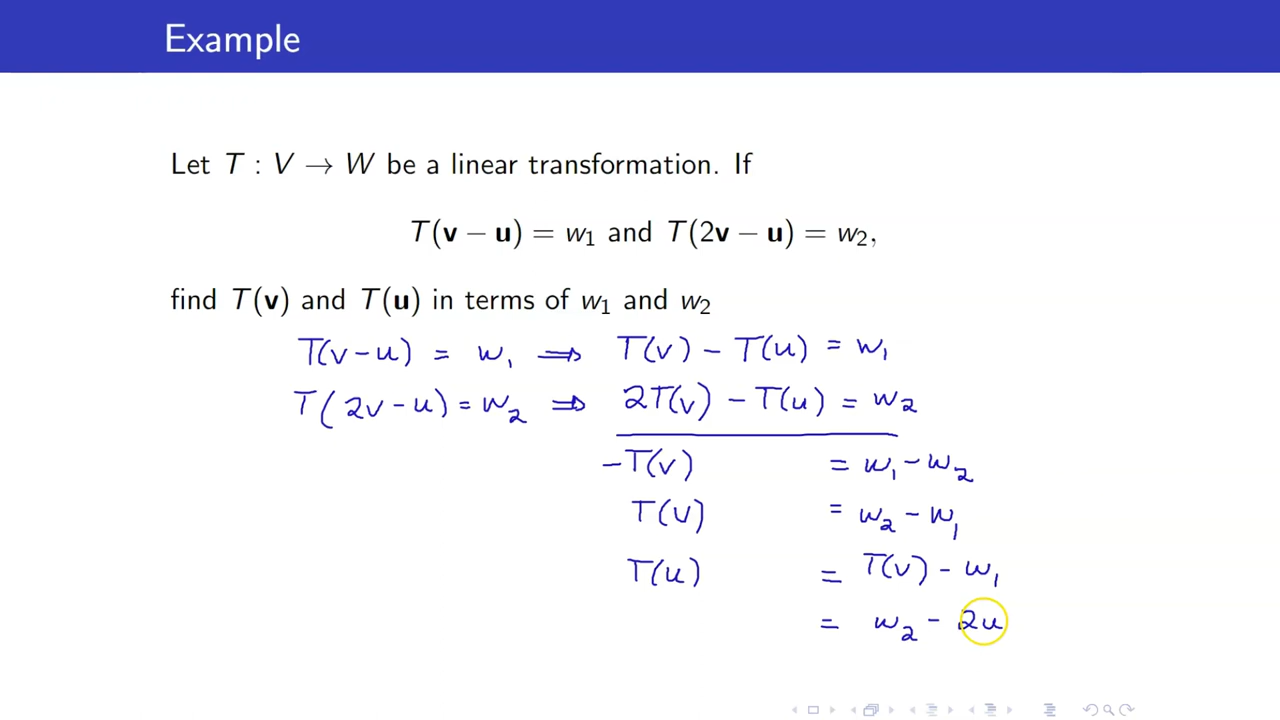 Example
Let T : V → W be a linear transformation. If
T(v − u) = w₁ and T(2v − u) = w₂,
find T(v) and T(u) in terms of w₁ and w₂
T(v-u) = w₁ ⟹ T(v) - T(u) = w₁
T(2v-u) = w₂ ⟹ 2T(v) - T(u) = w₂
-T(v) = w₁ - w₂
T(v) = w₂ - w₁
T(u) = T(v) - w₁
= w₂ - 2u